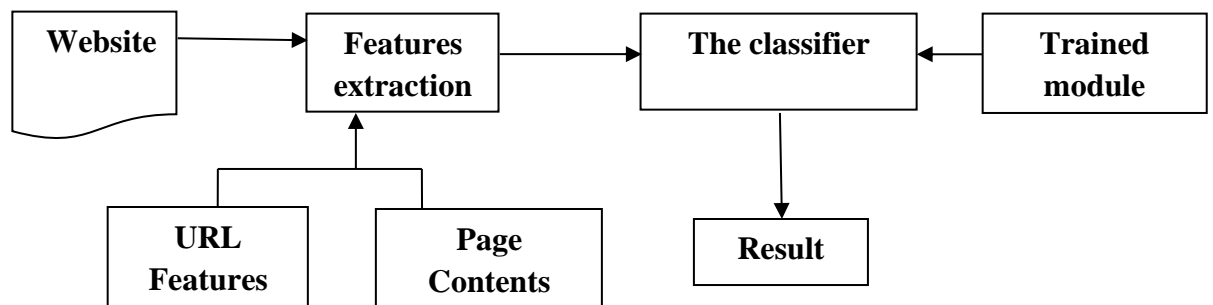 Website
Features
extraction
The classifier
Trained
module
URL
Features
Page
Contents
Result